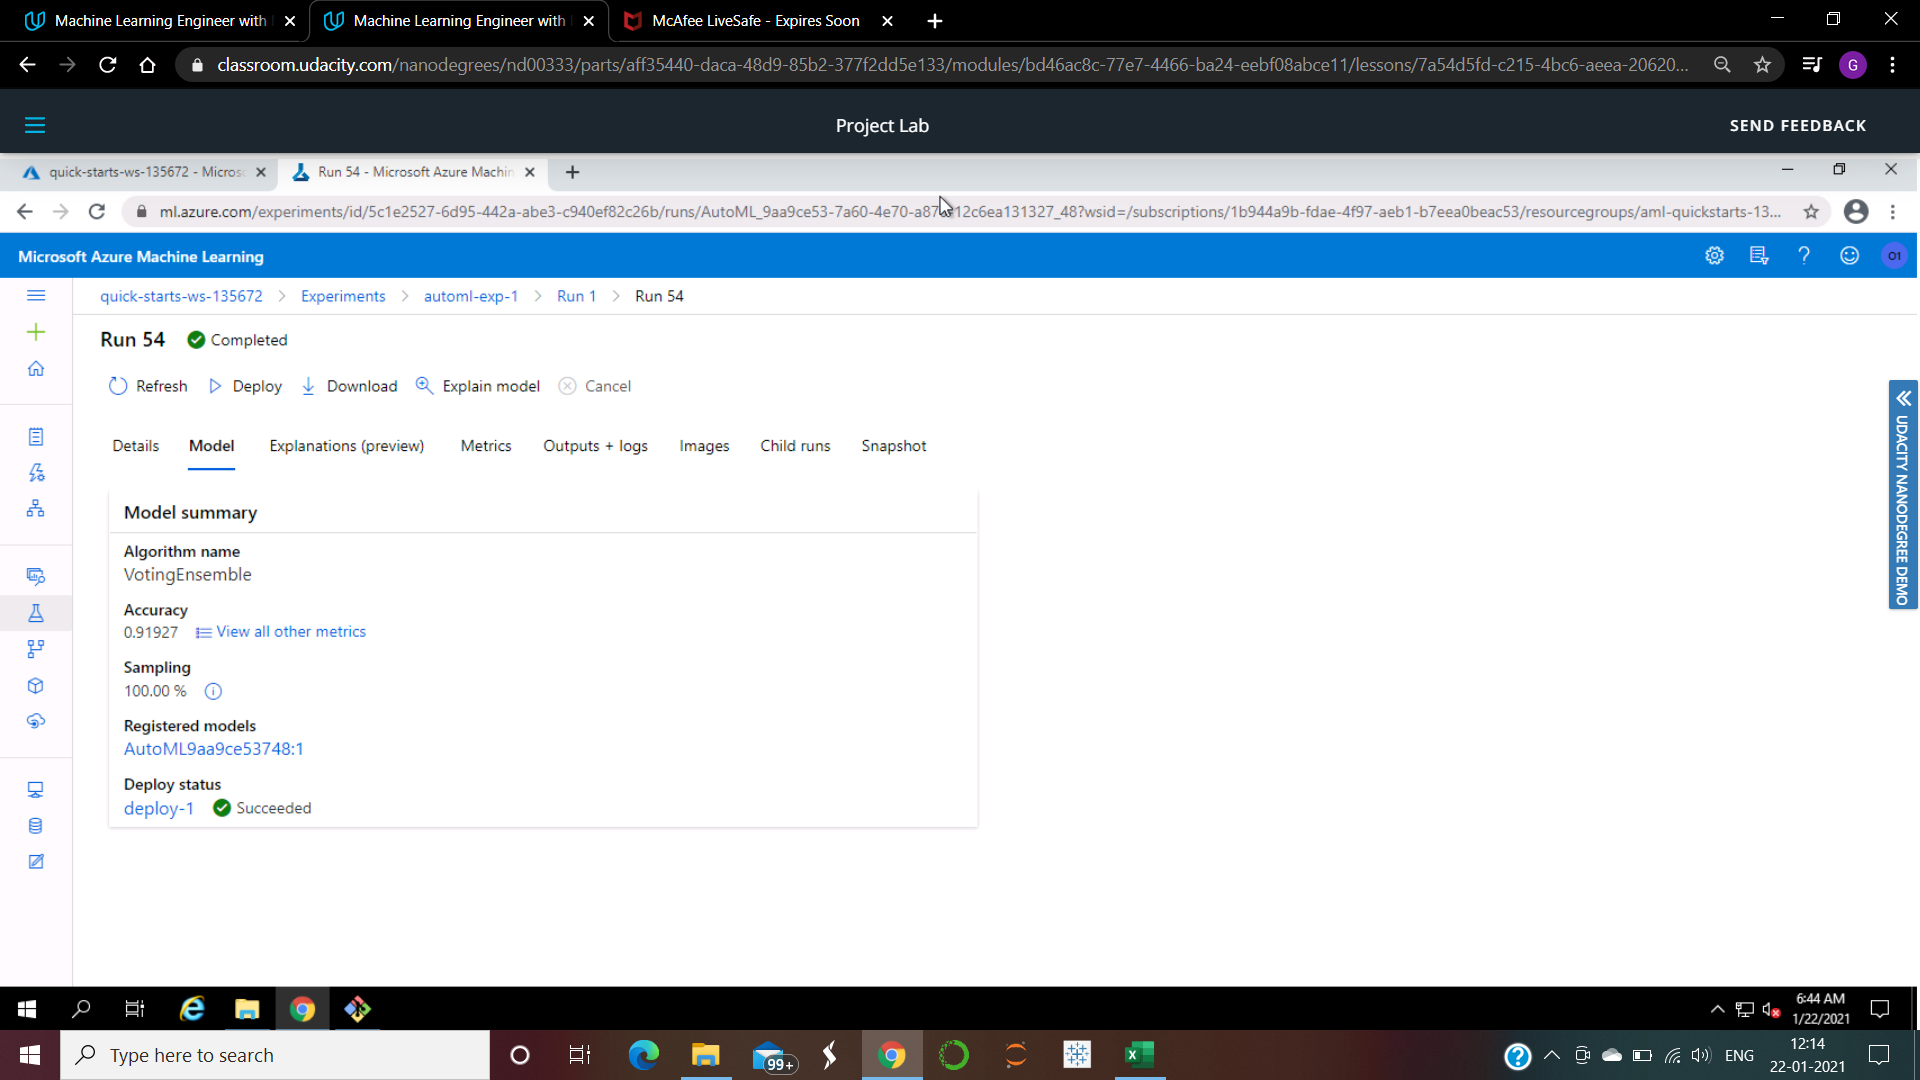 Machine Learning Engineer with
Machine Learning Engineer with
McAfee LiveSafe - Expires Soon
classroom.udacity.com/nanodegrees/nd00333/parts/aff35440-daca-48d9-85b2-377f2dd5e133/modules/bd46ac8c-77e7-4466-ba24-eebf08abce11/lessons/7a54d5fd-c215-4bc6-aeea-20620...
G
Project Lab
SEND FEEDBACK
quick-starts-ws-135672 - Micros
Run 54 - Microsoft Azure Machin
ml.azure.com/experiments/id/5c1e2527-6d95-442a-abe3-c940ef82c26b/runs/AutoML_9aa9ce53-7a60-4e70-a87 12c6ea131327_48?wsid=/subscriptions/1b944a9b-fdae-4f97-aeb1-b7eea0beac53/resourcegroups/aml-quickstarts-13...
Microsoft Azure Machine Learning
O1
quick-starts-ws-135672 > Experiments > automl-exp-1 > Run 1 > Run 54
Run 54 Completed
Refresh Deploy Download Explain model Cancel
Details Model Explanations (preview) Metrics Outputs + logs Images Child runs Snapshot
UDACITY NANODEGREE DEMO
Model summary
Algorithm name
VotingEnsemble
Accuracy
0.91927 View all other metrics
Sampling
100.00 %
Registered models
AutoML9aa9ce53748:1
Deploy status
deploy-1 Succeeded
6:44 AM
1/22/2021
Type here to search
99+
ENG
12:14
22-01-2021